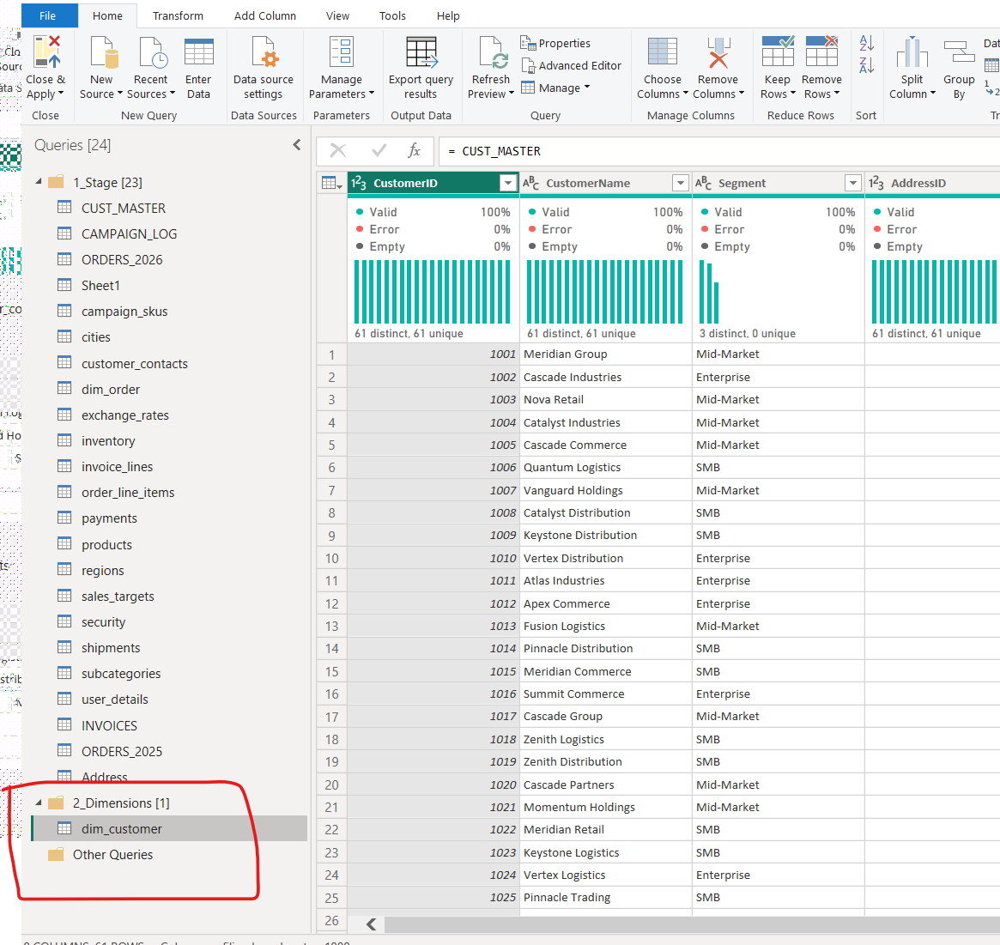 File Home Transform Add Column View Tools Help
Close & Apply
New Source
Recent Sources
Enter Data
Data source settings
Manage Parameters
Export query results
Refresh Preview
Properties
Advanced Editor
Manage
Choose Columns
Remove Columns
Keep Rows
Remove Rows
Split Column
Group By
Close New Query Data Sources Parameters Output Data Query Manage Columns Reduce Rows Sort
Queries [24]
1_Stage [23]
CUST_MASTER
CAMPAIGN_LOG
ORDERS_2026
Sheet1
campaign_skus
cities
customer_contacts
dim_order
exchange_rates
inventory
invoice_lines
order_line_items
payments
products
regions
sales_targets
security
shipments
subcategories
user_details
INVOICES
ORDERS_2025
Address
2_Dimensions [1]
dim_customer
Other Queries
fx = CUST_MASTER
1 2 3 CustomerID A B C CustomerName A B C Segment 1 2 3 AddressID
Valid 100% Valid 100% Valid 100% Valid
Error 0% Error 0% Error 0% Error
Empty 0% Empty 0% Empty 0% Empty
61 distinct, 61 unique 61 distinct, 61 unique 3 distinct, 0 unique 61 distinct, 61 unique
1 1001 Meridian Group Mid-Market
2 1002 Cascade Industries Enterprise
3 1003 Nova Retail Mid-Market
4 1004 Catalyst Industries Mid-Market
5 1005 Cascade Commerce Mid-Market
6 1006 Quantum Logistics SMB
7 1007 Vanguard Holdings Mid-Market
8 1008 Catalyst Distribution SMB
9 1009 Keystone Distribution SMB
10 1010 Vertex Distribution Enterprise
11 1011 Atlas Industries Enterprise
12 1012 Apex Commerce Enterprise
13 1013 Fusion Logistics Mid-Market
14 1014 Pinnacle Distribution SMB
15 1015 Meridian Commerce SMB
16 1016 Summit Commerce Enterprise
17 1017 Cascade Group Mid-Market
18 1018 Zenith Logistics SMB
19 1019 Zenith Distribution SMB
20 1020 Cascade Partners Mid-Market
21 1021 Momentum Holdings Mid-Market
22 1022 Meridian Retail SMB
23 1023 Keystone Logistics SMB
24 1024 Vertex Logistics Enterprise
25 1025 Pinnacle Trading SMB
26